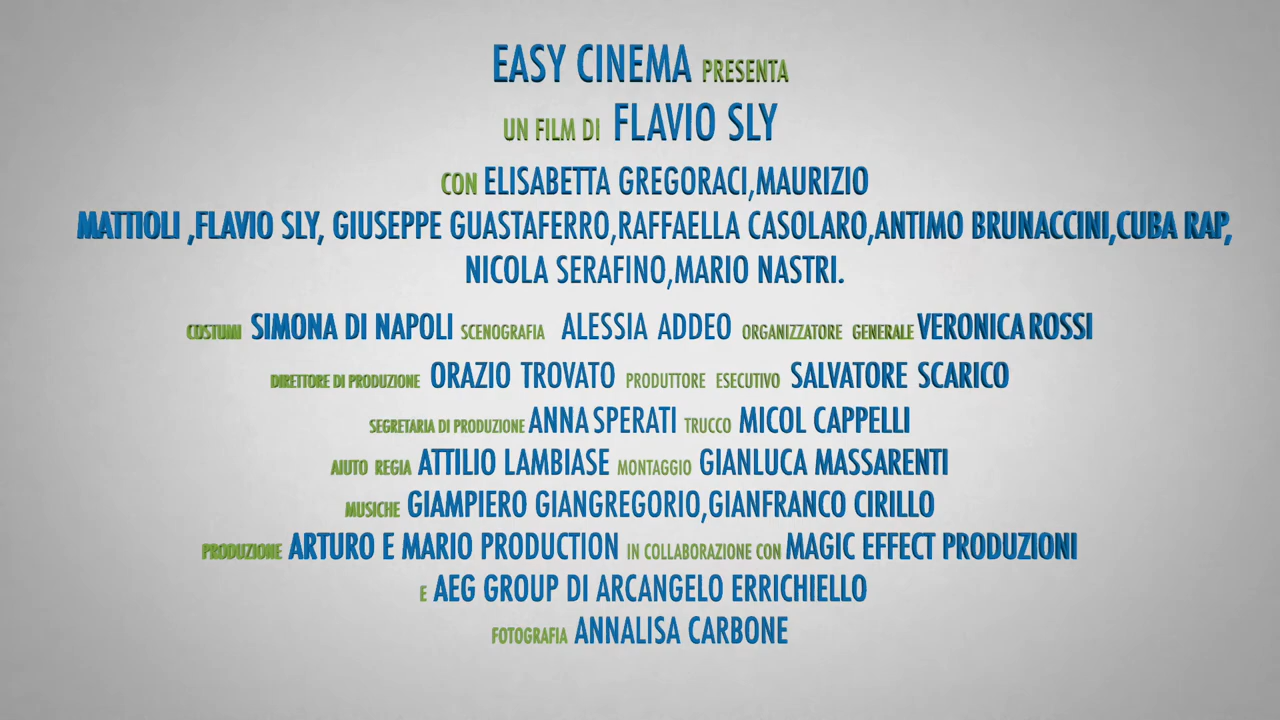 EASY CINEMA PRESENTA
UN FILM DI FLAVIO SLY
CON ELISABETTA GREGORACI,MAURIZIO
MATTIOLI ,FLAVIO SLY, GIUSEPPE GUASTAFERRO,RAFFAELLA CASOLARO,ANTIMO BRUNACCINI,CUBA RAP,
NICOLA SERAFINO,MARIO NASTRI.
COSTUMI SIMONA DI NAPOLI SCENOGRAFIA ALESSIA ADDEO ORGANIZZATORE GENERALE VERONICA ROSSI
DIRETTORE DI PRODUZIONE ORAZIO TROVATO PRODUTTORE ESECUTIVO SALVATORE SCARICO
SEGRETARIA DI PRODUZIONE ANNA SPERATI TRUCCO MICOL CAPPELLI
AIUTO REGIA ATTILIO LAMBIASE MONTAGGIO GIANLUCA MASSARENTI
MUSICHE GIAMPIERO GIANGREGORIO,GIANFRANCO CIRILLO
PRODUZIONE ARTURO E MARIO PRODUCTION IN COLLABORAZIONE CON MAGIC EFFECT PRODUZIONI
E AEG GROUP DI ARCANGELO ERRICHIELLO
FOTOGRAFIA ANNALISA CARBONE